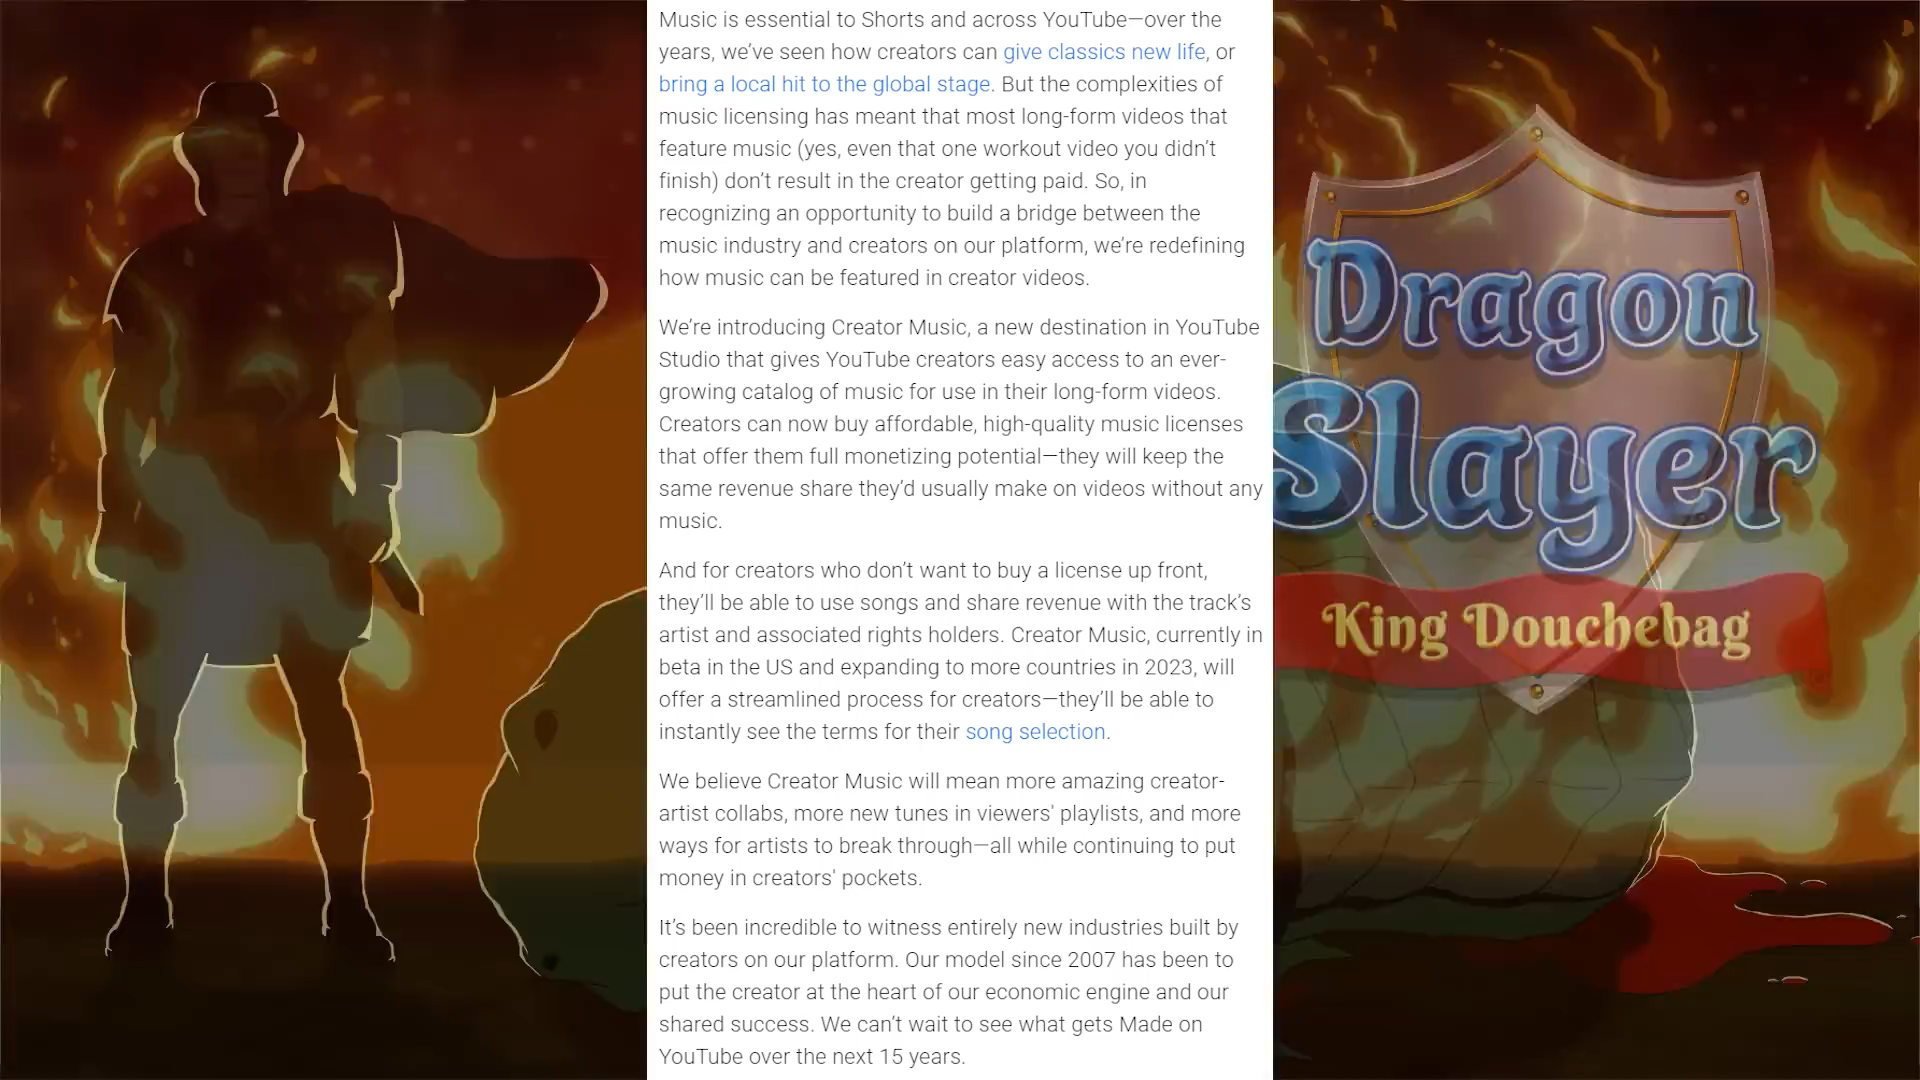 Music is essential to Shorts and across YouTube—over the
years, we’ve seen how creators can give classics new life, or
bring a local hit to the global stage. But the complexities of
music licensing has meant that most long-form videos that
feature music (yes, even that one workout video you didn’t
finish) don’t result in the creator getting paid. So, in
recognizing an opportunity to build a bridge between the
music industry and creators on our platform, we’re redefining
how music can be featured in creator videos.
We’re introducing Creator Music, a new destination in YouTube
Studio that gives YouTube creators easy access to an ever-
growing catalog of music for use in their long-form videos.
Creators can now buy affordable, high-quality music licenses
that offer them full monetizing potential—they will keep the
same revenue share they’d usually make on videos without any
music.
And for creators who don’t want to buy a license up front,
they’ll be able to use songs and share revenue with the track’s
artist and associated rights holders. Creator Music, currently in
beta in the US and expanding to more countries in 2023, will
offer a streamlined process for creators—they’ll be able to
instantly see the terms for their song selection.
We believe Creator Music will mean more amazing creator-
artist collabs, more new tunes in viewers' playlists, and more
ways for artists to break through—all while continuing to put
money in creators' pockets.
It’s been incredible to witness entirely new industries built by
creators on our platform. Our model since 2007 has been to
put the creator at the heart of our economic engine and our
shared success. We can’t wait to see what gets Made on
YouTube over the next 15 years.
Dragon
Slayer
King Douchebag